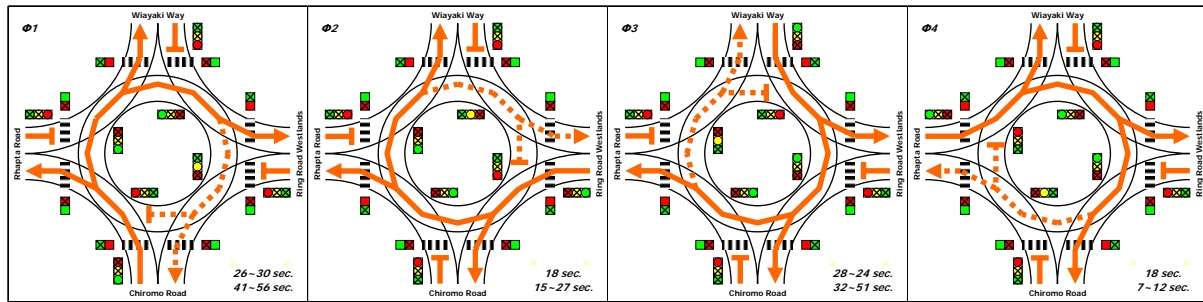 Wiayaki Way
Φ1
Rhapta Road
Ring Road Westlands
26~30 sec.
41~56 sec.
Chiromo Road
Wiayaki Way
Φ2
Rhapta Road
Ring Road Westlands
18 sec.
15~27 sec.
Chiromo Road
Wiayaki Way
Φ3
Rhapta Road
Ring Road Westlands
28~24 sec.
32~51 sec.
Chiromo Road
Wiayaki Way
Φ4
Rhapta Road
Ring Road Westlands
18 sec.
7~12 sec.
Chiromo Road